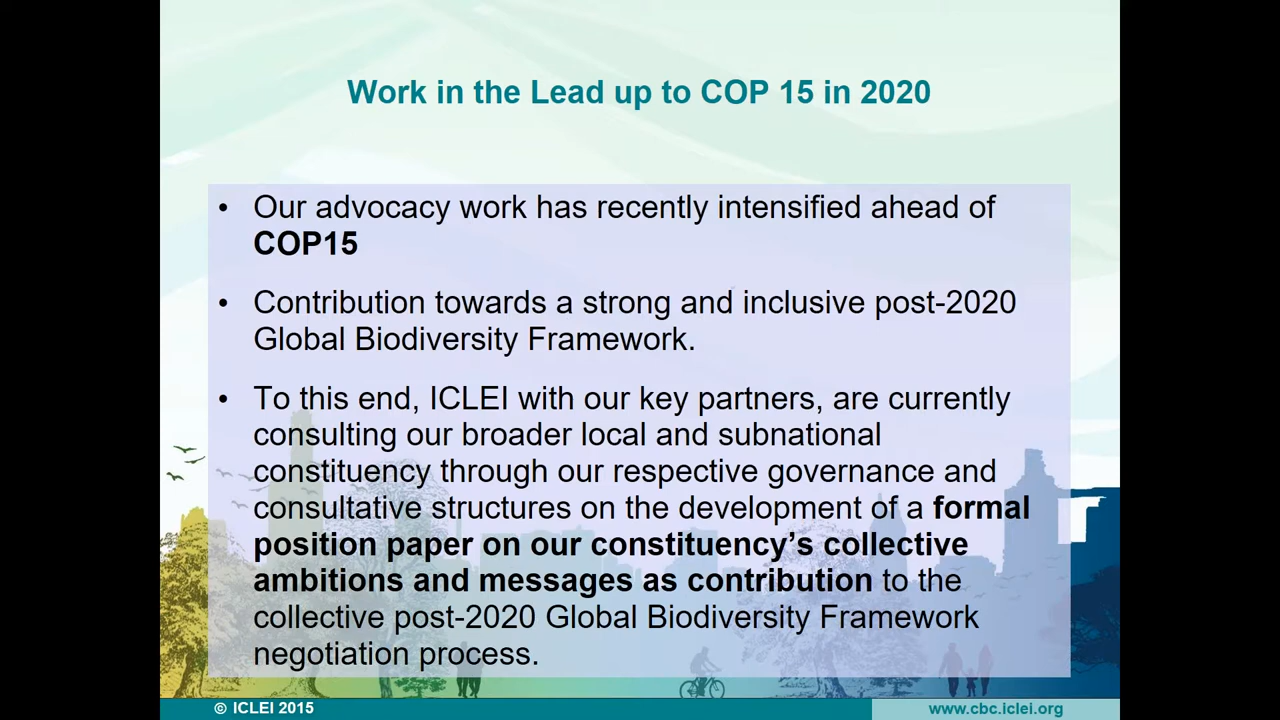 Work in the Lead up to COP 15 in 2020
• Our advocacy work has recently intensified ahead of
COP15
• Contribution towards a strong and inclusive post-2020
Global Biodiversity Framework.
• To this end, ICLEI with our key partners, are currently
consulting our broader local and subnational
constituency through our respective governance and
consultative structures on the development of a formal
position paper on our constituency’s collective
ambitions and messages as contribution to the
collective post-2020 Global Biodiversity Framework
negotiation process.
© ICLEI 2015
www.cbc.iclei.org